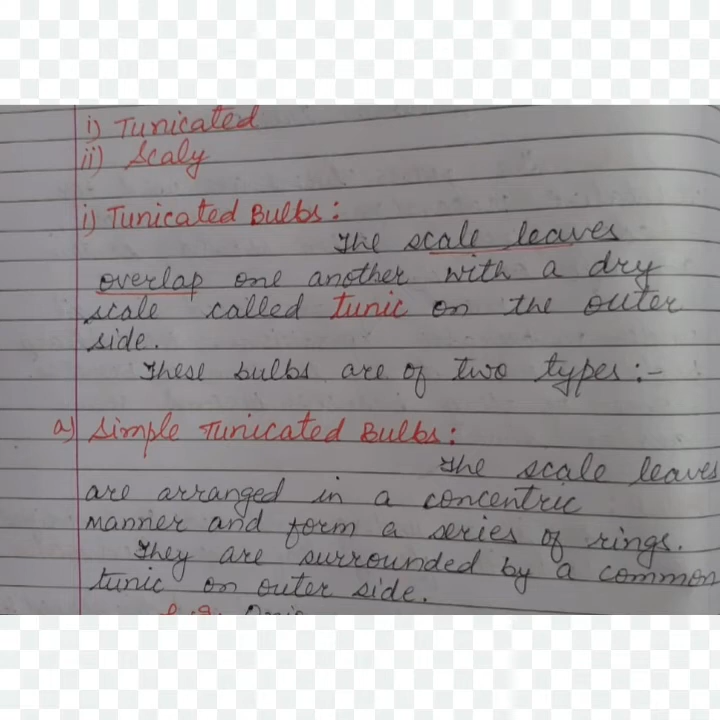 i) Tunicated
ii) Scaly
i) Tunicated Bulbs:
The scale leaves
overlap one another with a dry
scale called tunic on the outer
side.
These bulbs are of two types:-
a) Simple Tunicated Bulbs:
The scale leaves
are arranged in a concentric
manner and form a series of rings.
They are surrounded by a common
tunic on outer side.